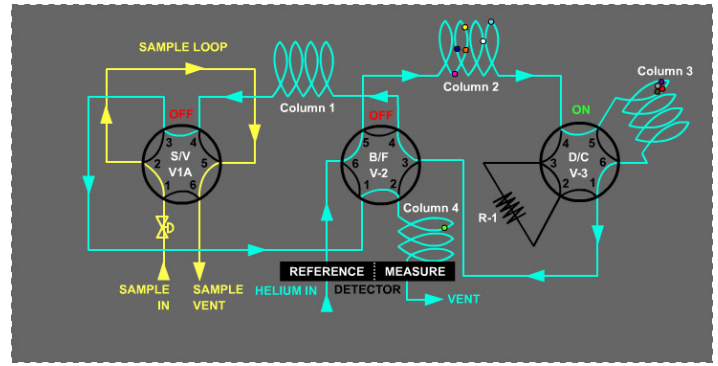 SAMPLE LOOP
Column 1
Column 2
Column 3
OFF
3 4
S/V
2 5
V1A
1 6
OFF
5 4
B/F
6 3
V-2
1 2
ON
4 5
D/C
3 6
V-3
2 1
R-1
Column 4
REFERENCE MEASURE
DETECTOR
SAMPLE
IN
SAMPLE
VENT
HELIUM IN
VENT